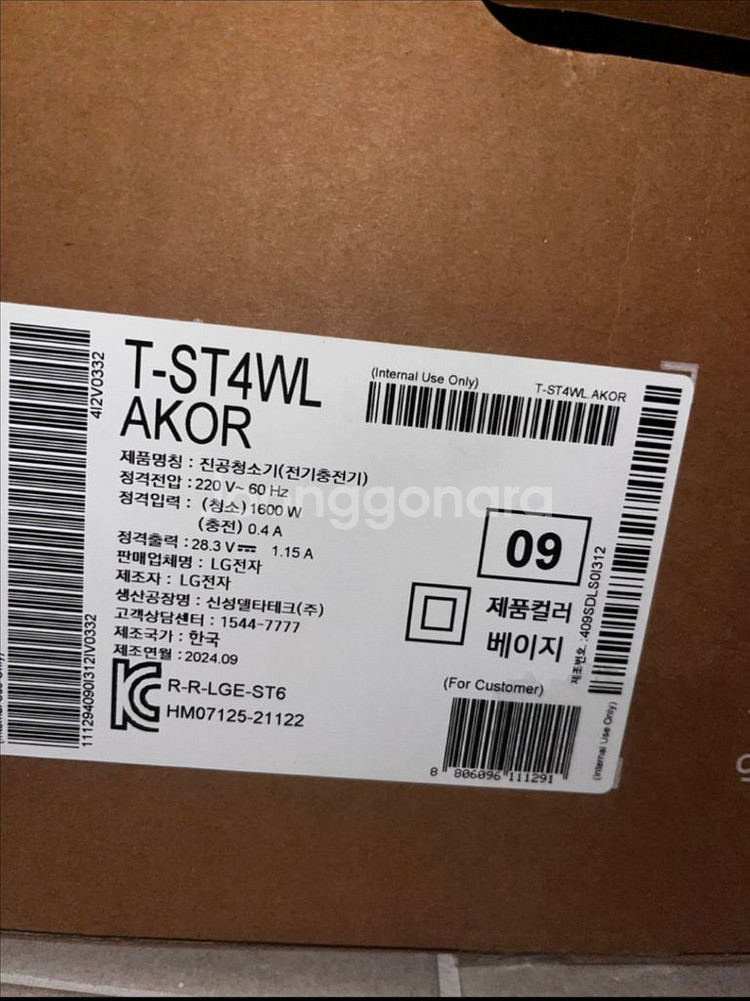 T-ST4WL
AKOR
제품명칭 : 진공청소기(전기충전기)
정격전압 : 220 V~ 60 Hz
정격입력 : (청소) 1600 W
(충전) 0.4 A
정격출력 : 28.3 V 1.15 A
판매업체명 : LG전자
제조자 : LG전자
생산공장명 : 신성델타테크(주)
고객상담센터 : 1544-7777
제조국가 : 한국
제조연월 : 2024.09
R-R-LGE-ST6
HM07125-21122
4I2V0332
111294090I312IV0332
(Internal Use Only)
T-ST4WL.AKOR
joonggonara
09
제품컬러
베이지
(For Customer)
8 806096 111291
제조번호 : 409SDLS0I312
(Internal Use Only)